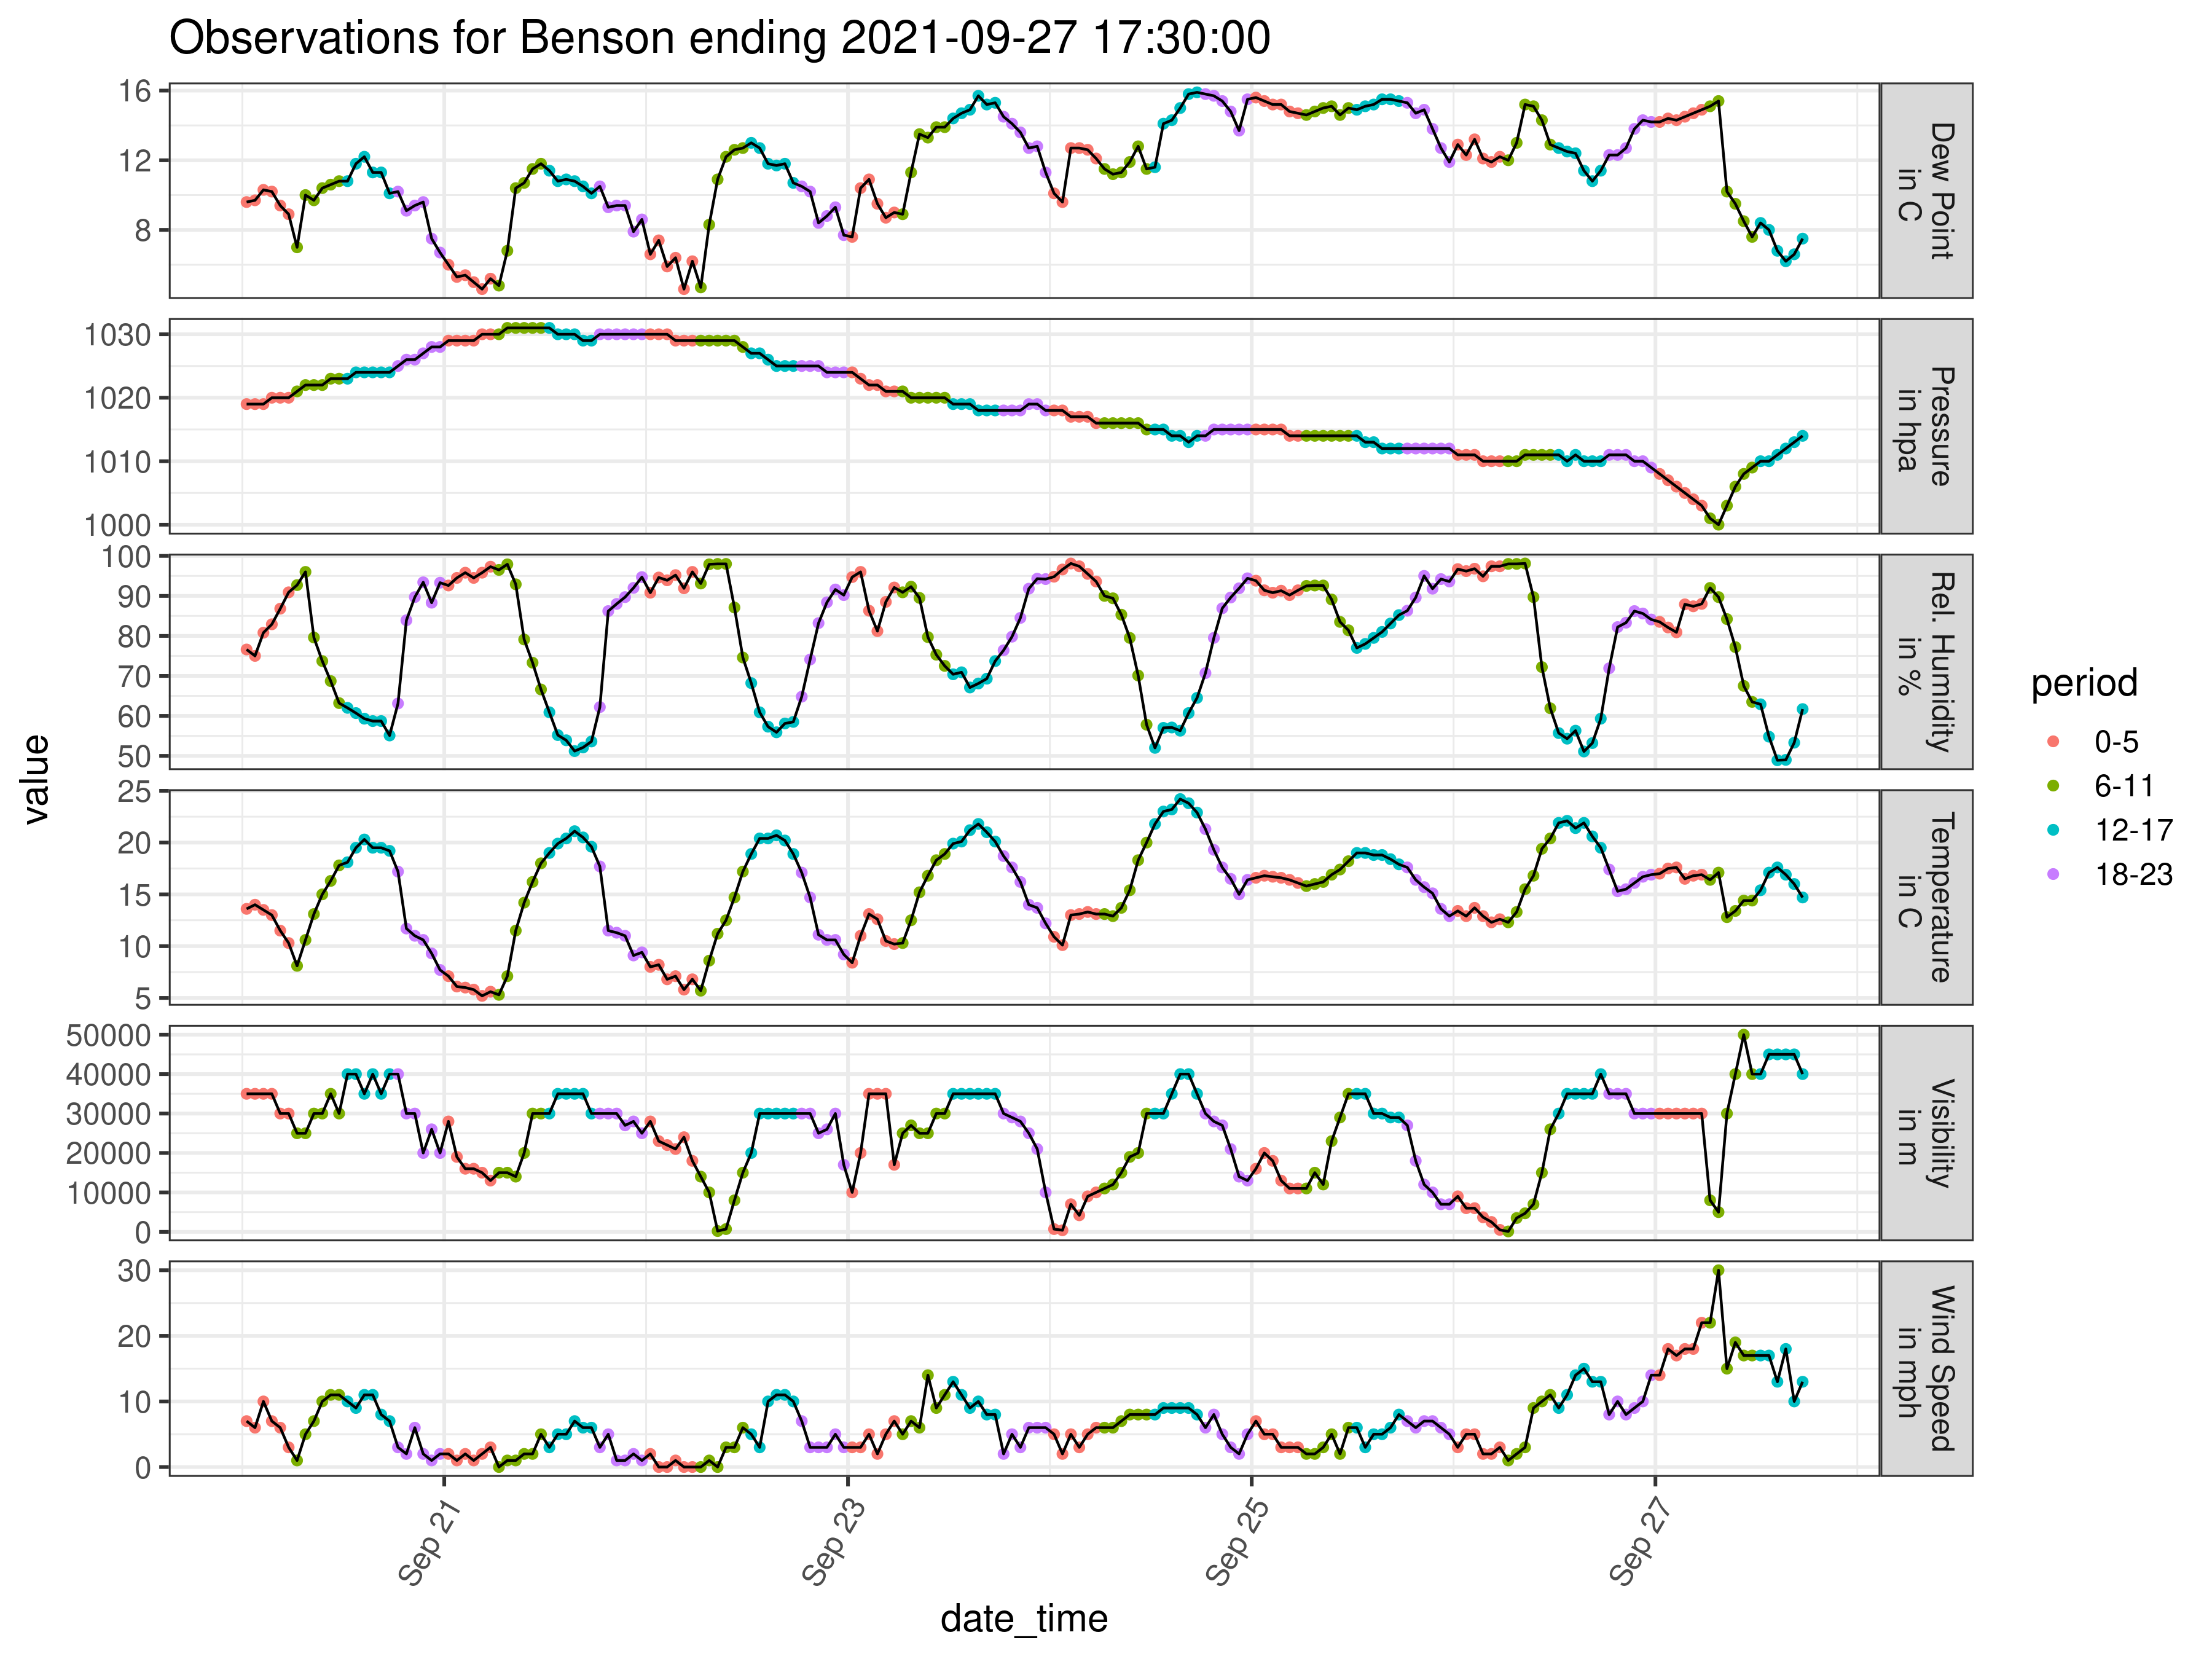 Observations for Benson ending 2021-09-27 17:30:00
value
16
12
8
Dew Point
in C
1030
1020
1010
1000
Pressure
in hpa
100
90
80
70
60
50
Rel. Humidity
in %
25
20
15
10
5
Temperature
in C
50000
40000
30000
20000
10000
0
Visibility
in m
30
20
10
0
Wind Speed
in mph
Sep 21
Sep 23
Sep 25
Sep 27
date_time
period
0-5
6-11
12-17
18-23